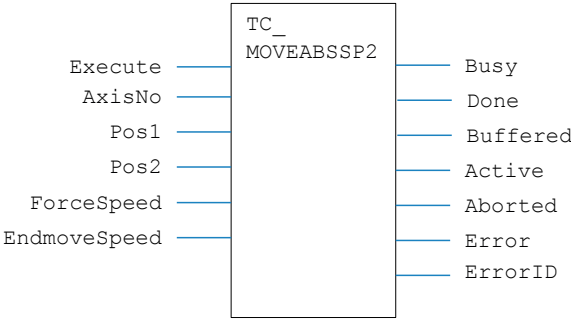 TC_
MOVEABSSP2
Execute
AxisNo
Pos1
Pos2
ForceSpeed
EndmoveSpeed
Busy
Done
Buffered
Active
Aborted
Error
ErrorID